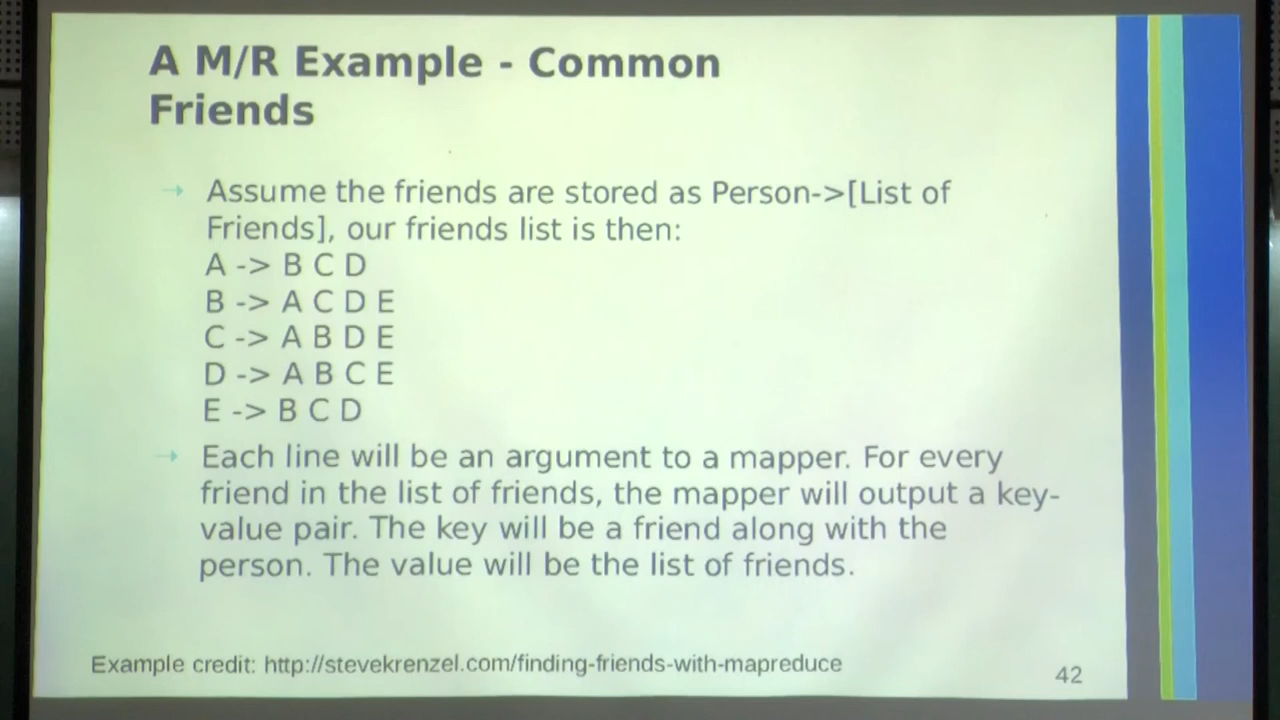 A M/R Example - Common
Friends
Assume the friends are stored as Person->[List of
Friends], our friends list is then:
A -> B C D
B -> A C D E
C -> A B D E
D -> A B C E
E -> B C D
Each line will be an argument to a mapper. For every
friend in the list of friends, the mapper will output a key-
value pair. The key will be a friend along with the
person. The value will be the list of friends.
Example credit: http://stevekrenzel.com/finding-friends-with-mapreduce
42